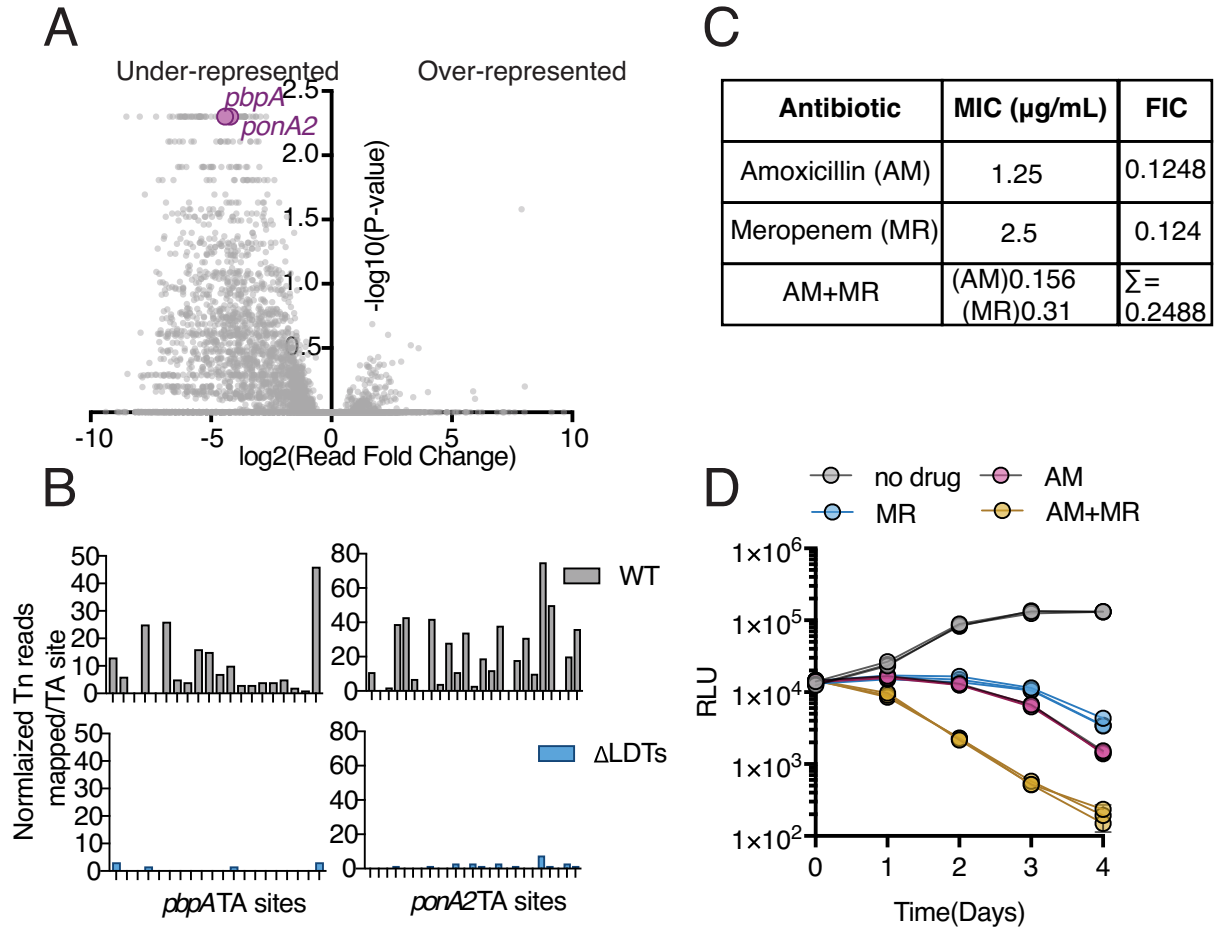 A
Under-represented
Over-represented
pbpA
ponA2
2.5
2.0
1.5
1.0
0.5
-log10(P-value)
-10
-5
0
5
10
log2(Read Fold Change)
C
Antibiotic
MIC (µg/mL)
FIC
Amoxicillin (AM)
1.25
0.1248
Meropenem (MR)
2.5
0.124
AM+MR
(AM)0.156
(MR)0.31
∑=
0.2488
B
Normlaized Tn reads
mapped/TA site
50
40
30
20
10
0
80
60
40
20
0
WT
50
40
30
20
10
0
80
60
40
20
0
ΔLDTs
pbpATA sites
ponA2TA sites
D
no drug
AM
MR
AM+MR
1×10⁶
1×10⁵
1×10⁴
1×10³
1×10²
RLU
0
1
2
3
4
Time(Days)